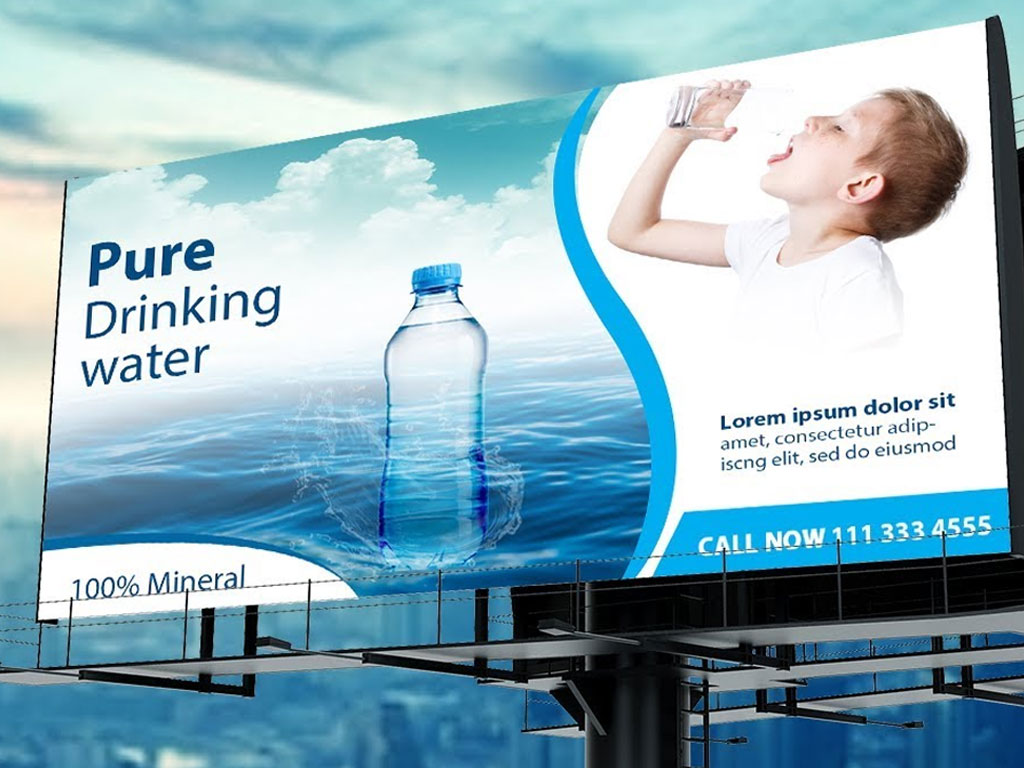 Pure
Drinking
water
100% Mineral
Lorem ipsum dolor sit
amet, consectetur adip-
iscng elit, sed do eiusmod
CALL NOW 111 333 4555